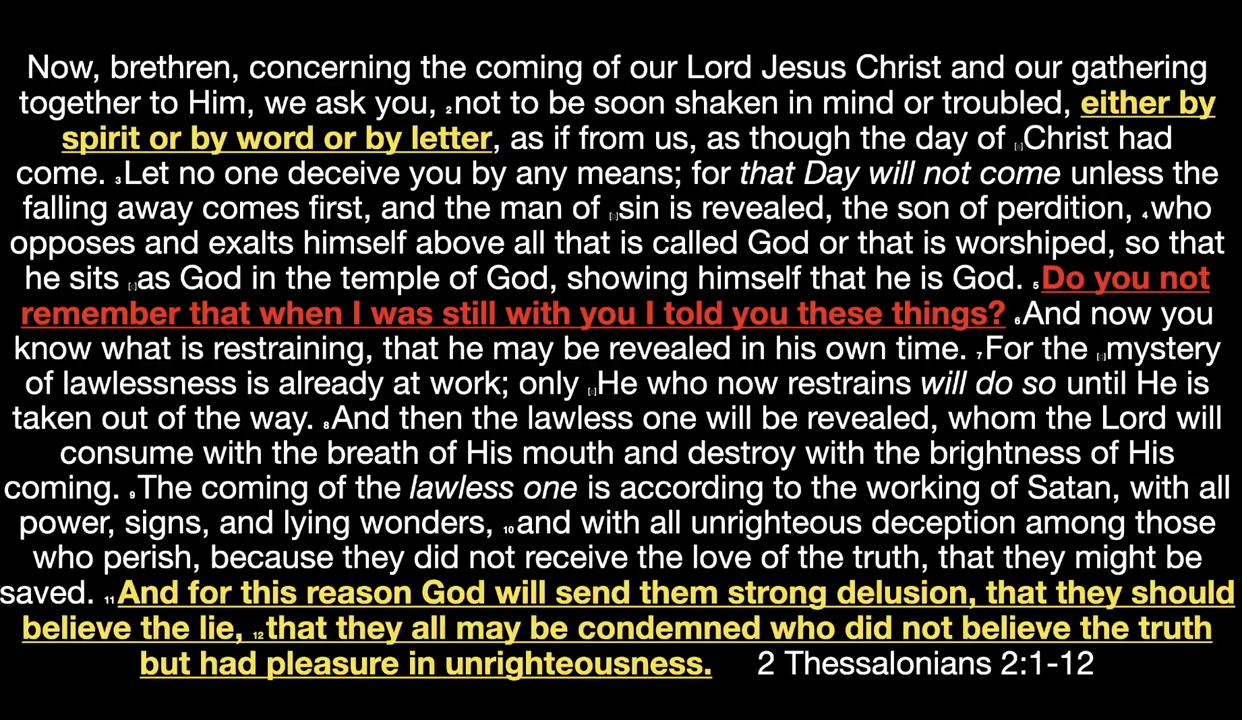 Now, brethren, concerning the coming of our Lord Jesus Christ and our gathering
together to Him, we ask you, 2not to be soon shaken in mind or troubled, either by
spirit or by word or by letter, as if from us, as though the day of Christ had
come. 3Let no one deceive you by any means; for that Day will not come unless the
falling away comes first, and the man of sin is revealed, the son of perdition, 4who
opposes and exalts himself above all that is called God or that is worshiped, so that
he sits as God in the temple of God, showing himself that he is God. 5Do you not
remember that when I was still with you I told you these things? 6And now you
know what is restraining, that he may be revealed in his own time. 7For the mystery
of lawlessness is already at work; only He who now restrains will do so until He is
taken out of the way. 8And then the lawless one will be revealed, whom the Lord will
consume with the breath of His mouth and destroy with the brightness of His
coming. 9The coming of the lawless one is according to the working of Satan, with all
power, signs, and lying wonders, 10and with all unrighteous deception among those
who perish, because they did not receive the love of the truth, that they might be
saved. 11And for this reason God will send them strong delusion, that they should
believe the lie, 12that they all may be condemned who did not believe the truth
but had pleasure in unrighteousness. 2 Thessalonians 2:1-12